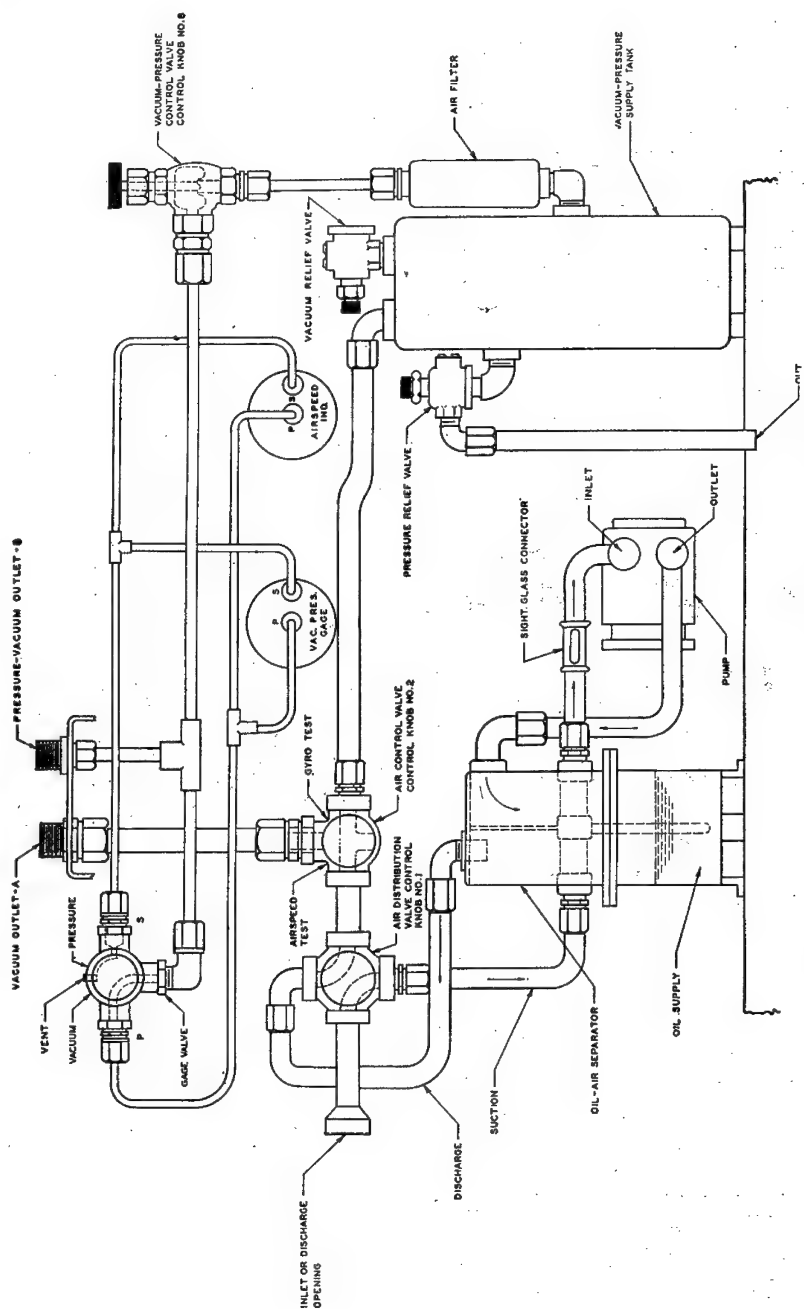 VACUUM-PRESSURE
CONTROL VALVE
CONTROL KNOB NO.8
AIR FILTER
VACUUM-PRESSURE
SUPPLY TANK
VACUUM RELIEF VALVE
S
P
AIRSPEED
IND.
PRESSURE RELIEF VALVE
OUT
PRESSURE-VACUUM OUTLET-B
S
P
VAC. PRES.
GAGE
SIGHT GLASS CONNECTOR
INLET
OUTLET
PUMP
VACUUM OUTLET-A
GYRO TEST
AIR CONTROL VALVE
CONTROL KNOB NO.2
AIRSPEED
TEST
AIR DISTRIBUTION
VALVE CONTROL
KNOB NO.1
S
PRESSURE
VENT
VACUUM
P
GAGE VALVE
OIL SUPPLY
OIL-AIR SEPARATOR
SUCTION
DISCHARGE
INLET OR DISCHARGE
OPENING